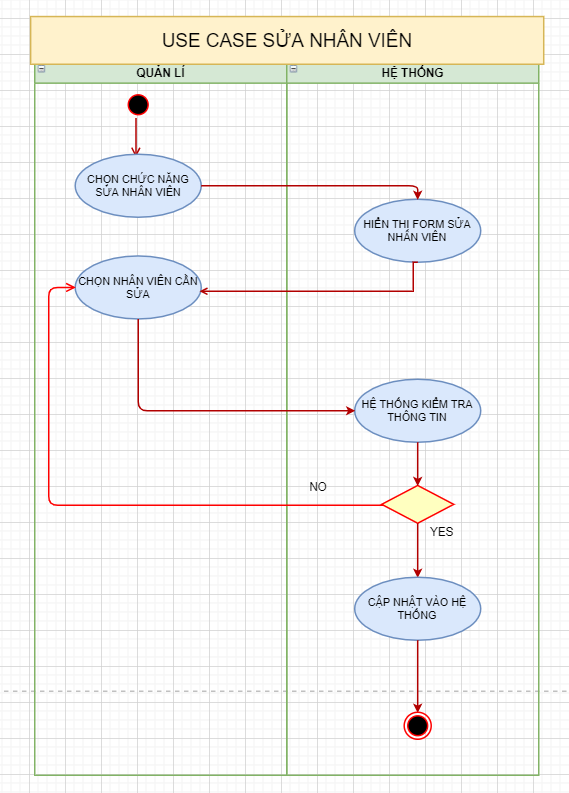 USE CASE SỬA NHÂN VIÊN
QUẢN LÍ
HỆ THỐNG
CHỌN CHỨC NĂNG
SỬA NHÂN VIÊN
HIỂN THỊ FORM SỬA
NHÂN VIÊN
CHỌN NHÂN VIÊN CẦN
SỬA
HỆ THỐNG KIỂM TRA
THÔNG TIN
NO
YES
CẬP NHẬT VÀO HỆ
THỐNG